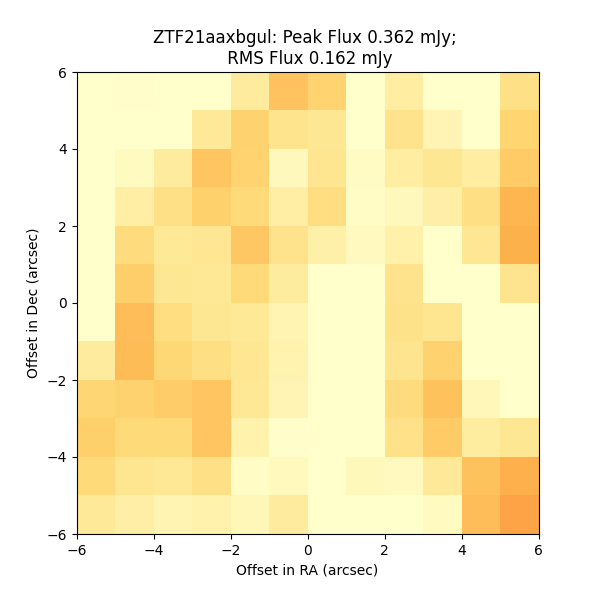 ZTF21aaxbgul: Peak Flux 0.362 mJy;
RMS Flux 0.162 mJy
6
4
2
0
−2
−4
−6
Offset in Dec (arcsec)
−6 −4 −2 0 2 4 6
Offset in RA (arcsec)